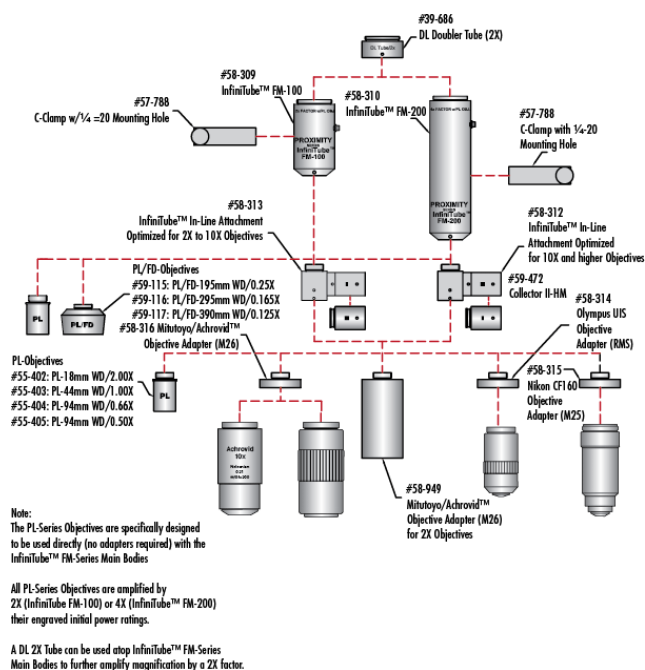 #39-686
DL Doubler Tube (2X)
DL Tube/2x
#58-309
InfiniTube™ FM-100
#58-310
InfiniTube™ FM-200
#57-788
C-Clamp w/¼ =20 Mounting Hole
#57-788
C-Clamp with ¼-20
Mounting Hole
PROXIMITY
InfiniTube
FM-100
PROXIMITY
InfiniTube
FM-200
#58-313
InfiniTube™ In-Line Attachment
Optimized for 2X to 10X Objectives
#58-312
InfiniTube™ In-Line
Attachment Optimized
for 10X and higher Objectives
#59-472
Collector II-HM
PL
PL/FD
PL/FD-Objectives
#59-115: PL/FD-195mm WD/0.25X
#59-116: PL/FD-295mm WD/0.165X
#59-117: PL/FD-390mm WD/0.125X
#58-316 Mitutoyo/Achrovid™
Objective Adapter (M26)
#58-314
Olympus UIS
Objective
Adapter (RMS)
#58-315
Nikon CF160
Objective
Adapter (M25)
PL-Objectives
#55-402: PL-18mm WD/2.00X
#55-403: PL-44mm WD/1.00X
#55-404: PL-94mm WD/0.66X
#55-405: PL-94mm WD/0.50X
PL
Achrovid
10x
#58-949
Mitutoyo/Achrovid™
Objective Adapter (M26)
for 2X Objectives
Note:
The PL-Series Objectives are specifically designed
to be used directly (no adapters required) with the
InfiniTube™ FM-Series Main Bodies
All PL-Series Objectives are amplified by
2X (InfiniTube FM-100) or 4X (InfiniTube™ FM-200)
their engraved initial power ratings.
A DL 2X Tube can be used atop InfiniTube™ FM-Series
Main Bodies to further amplify magnification by a 2X factor.